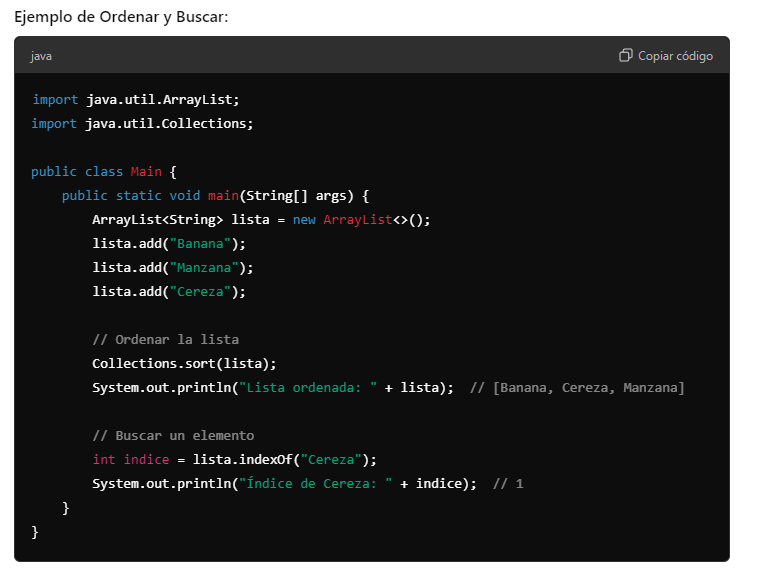 Ejemplo de Ordenar y Buscar:
java
Copiar código
import java.util.ArrayList;
import java.util.Collections;
public class Main {
    public static void main(String[] args) {
        ArrayList<String> lista = new ArrayList<>();
        lista.add("Banana");
        lista.add("Manzana");
        lista.add("Cereza");
        // Ordenar la lista
        Collections.sort(lista);
        System.out.println("Lista ordenada: " + lista);  // [Banana, Cereza, Manzana]
        // Buscar un elemento
        int indice = lista.indexOf("Cereza");
        System.out.println("Índice de Cereza: " + indice);  // 1
    }
}